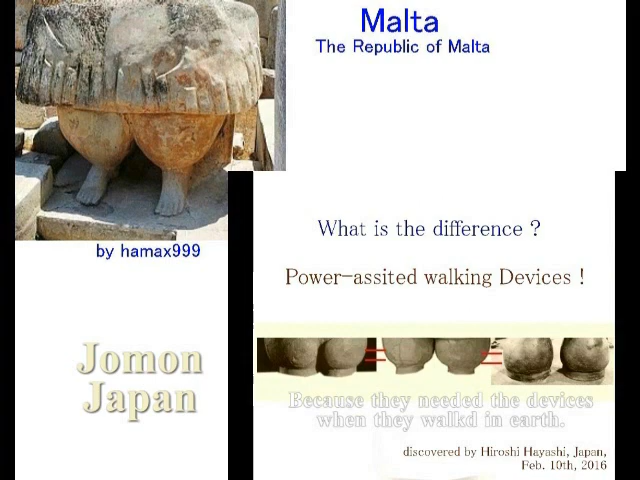 Malta
The Republic of Malta
by hamax999
What is the difference ?
Power-assited walking Devices !
Jomon
Japan
Because they needed the devices
when they walkd in earth.
discovered by Hiroshi Hayashi, Japan,
Feb. 10th, 2016